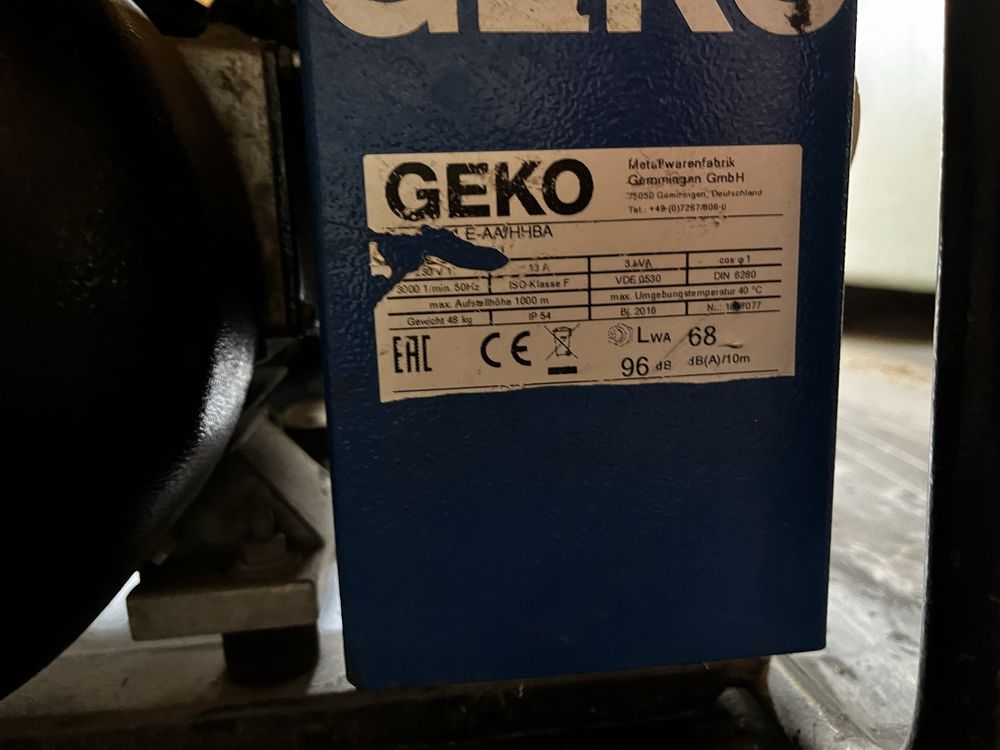 GEKO
GEKO
Metallwarenfabrik
Gemmingen GmbH
75050 Gemmingen, Deutschland
Tel.: +49-(0)7267/806-0
E-AA/HHBA
13 A 3 kVA cos φ 1
3000 1/min. 50Hz ISO-Klasse F VDE 0530 DIN 6280
max. Aufstellhöhe 1000 m max. Umgebungstemperatur 40 °C
Gewicht 48 kg IP 54 Bj. 2016 Nr.:
EAC CE LWA 68
96 dB dB(A)/10m